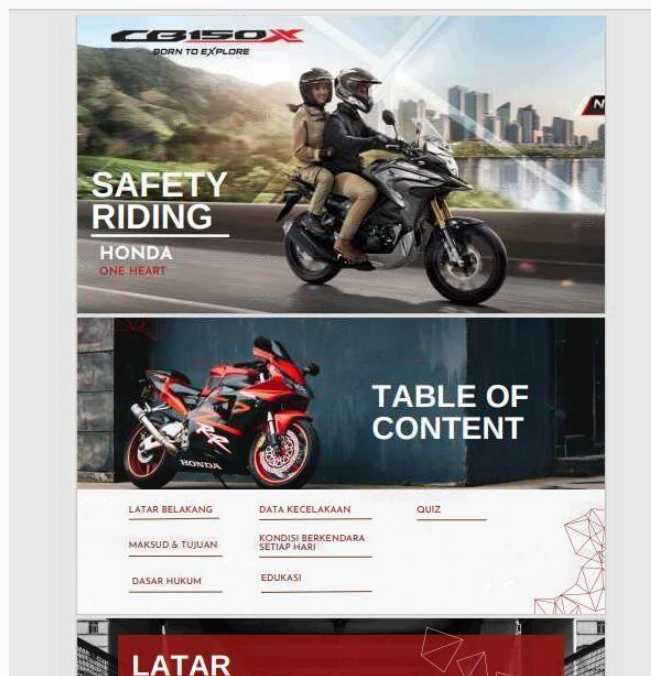 CB150X
BORN TO EXPLORE
N
SAFETY
RIDING
HONDA
ONE HEART
RR
HONDA
TABLE OF
CONTENT
LATAR BELAKANG
DATA KECELAKAAN
QUIZ
MAKSUD & TUJUAN
KONDISI BERKENDARA
SETIAP HARI
DASAR HUKUM
EDUKASI
LATAR